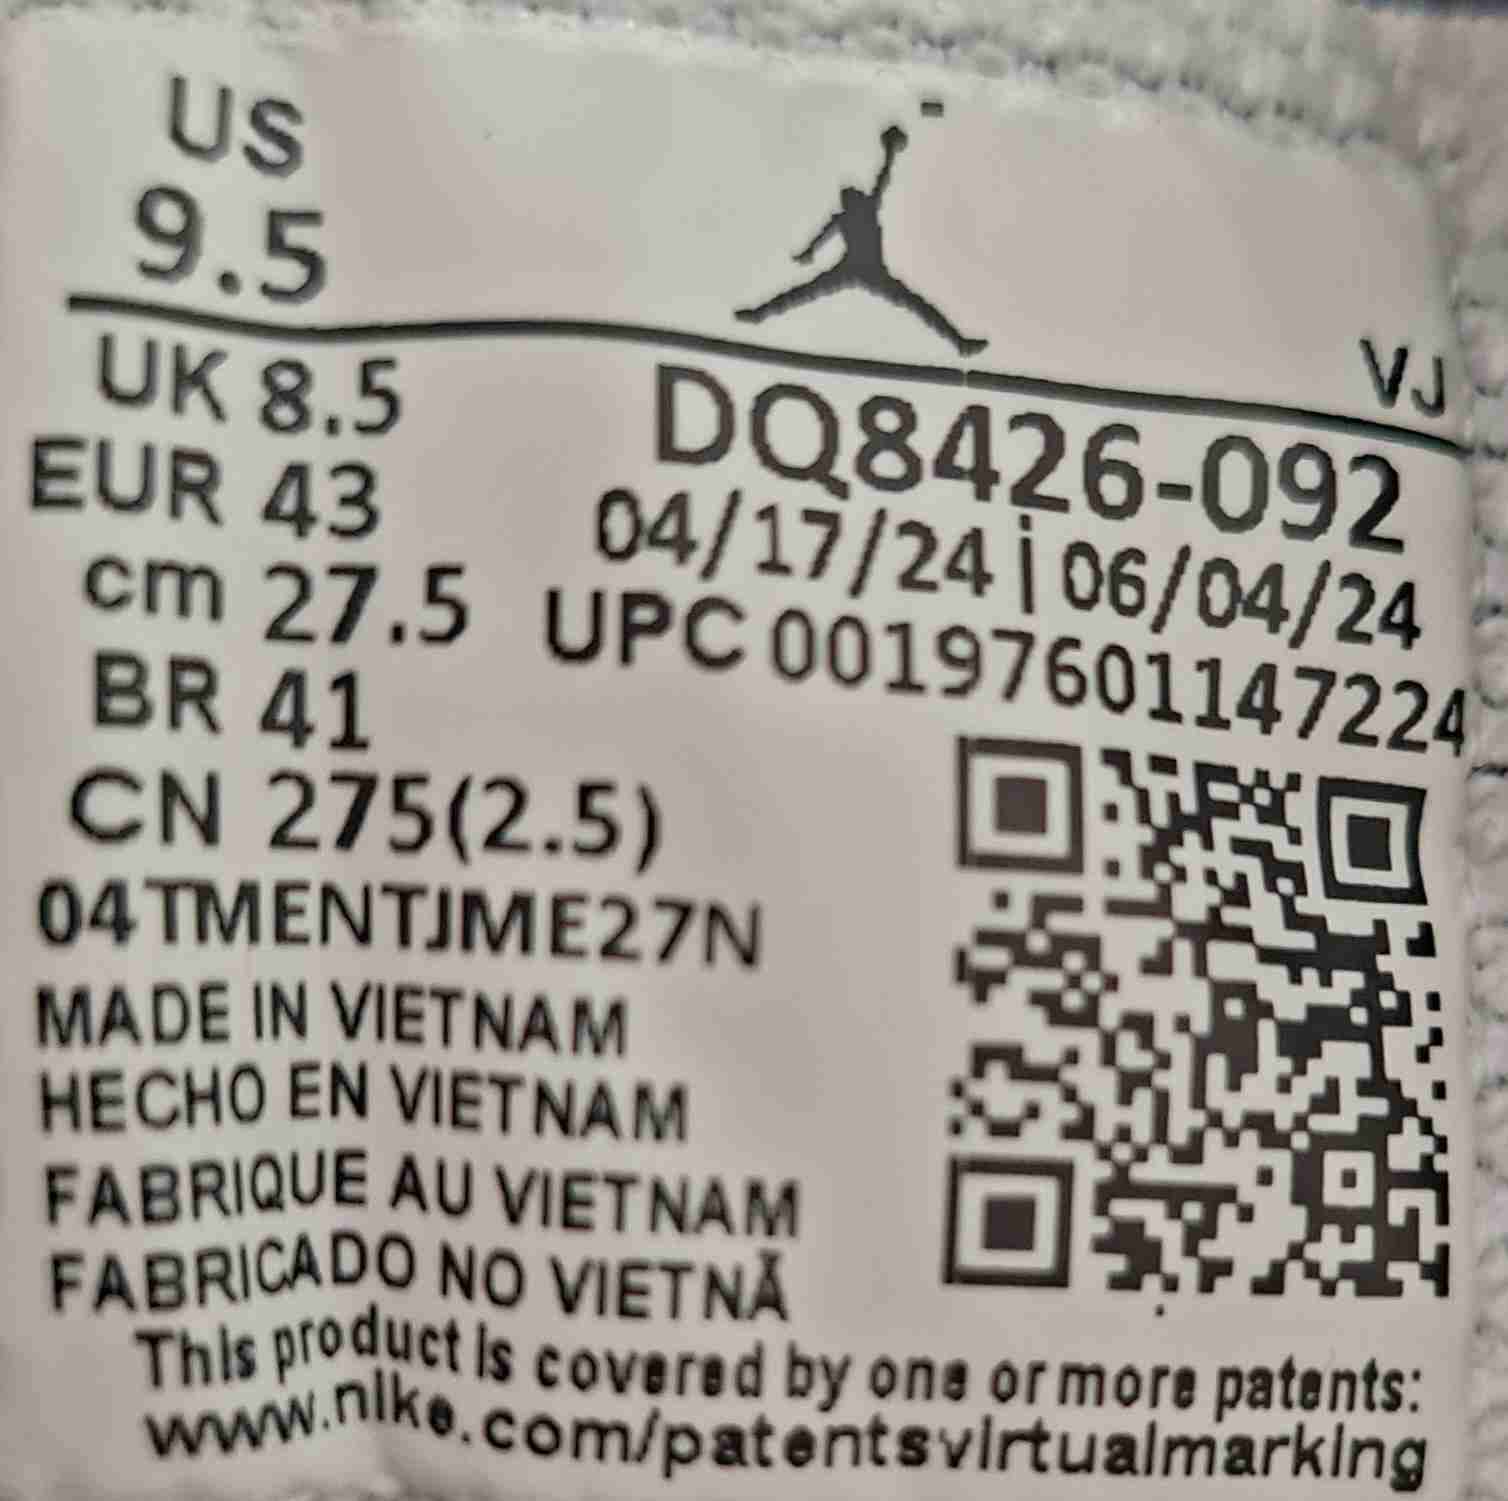 US
9.5
VJ
UK 8.5
DQ8426-092
EUR 43
04/17/24 | 06/04/24
cm 27.5
UPC 00197601147224
BR 41
CN 275(2.5)
04TMENTJME27N
MADE IN VIETNAM
HECHO EN VIETNAM
FABRIQUE AU VIETNAM
FABRICADO NO VIETNÃ
This product is covered by one or more patents:
www.nike.com/patentsvirtualmarking